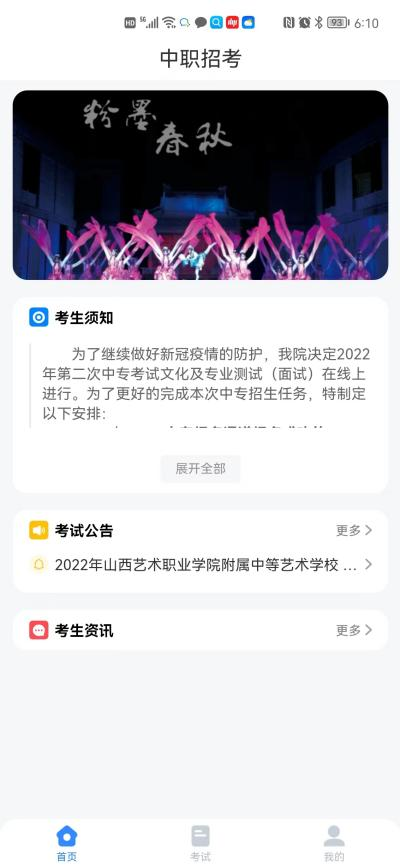 HD 5G 93 6:10
中职招考
粉墨
春秋
考生须知
为了继续做好新冠疫情的防护，我院决定2022
年第二次中专考试文化及专业测试（面试）在线上
进行。为了更好的完成本次中专招生任务，特制定
以下安排：
展开全部
考试公告 更多
2022年山西艺术职业学院附属中等艺术学校 ...
考生资讯 更多
首页 考试 我的